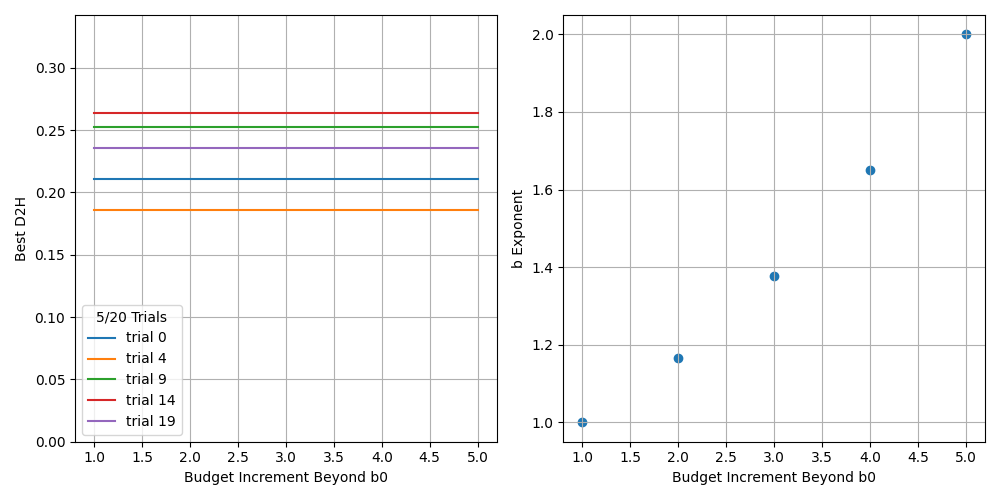 0.30
0.25
0.20
0.15
0.10
0.05
0.00
Best D2H
5/20 Trials
trial 0
trial 4
trial 9
trial 14
trial 19
1.0 1.5 2.0 2.5 3.0 3.5 4.0 4.5 5.0
Budget Increment Beyond b0
2.0
1.8
1.6
1.4
1.2
1.0
b Exponent
1.0 1.5 2.0 2.5 3.0 3.5 4.0 4.5 5.0
Budget Increment Beyond b0